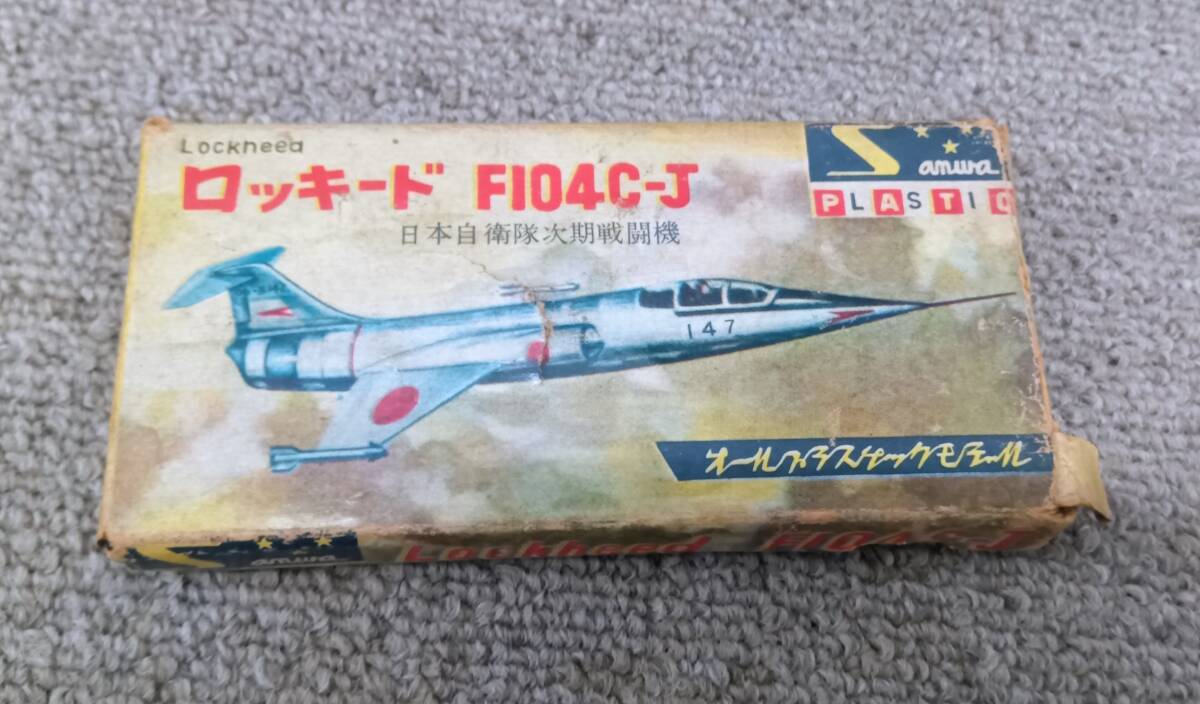 Lockheed
ロッキード F104C-J
日本自衛隊次期戦闘機
Sanwa
PLASTIC
147
オールプラスチックモデル
Sanwa
Lockheed F104C-J